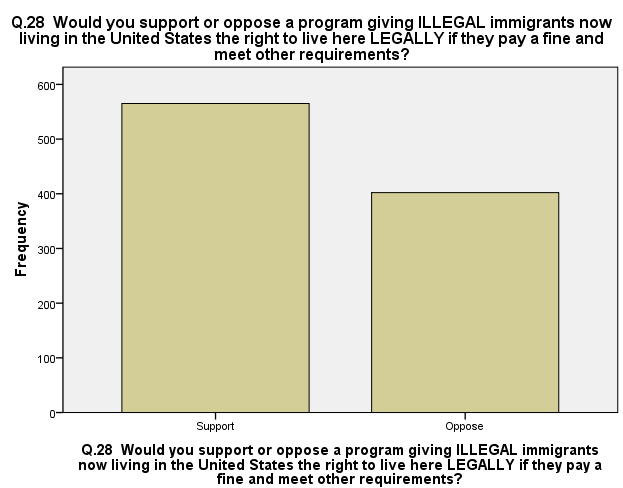 Q.28 Would you support or oppose a program giving ILLEGAL immigrants now
living in the United States the right to live here LEGALLY if they pay a fine and
meet other requirements?
600
500
400
300
200
100
0
Frequency
Support Oppose
Q.28 Would you support or oppose a program giving ILLEGAL immigrants
now living in the United States the right to live here LEGALLY if they pay a
fine and meet other requirements?